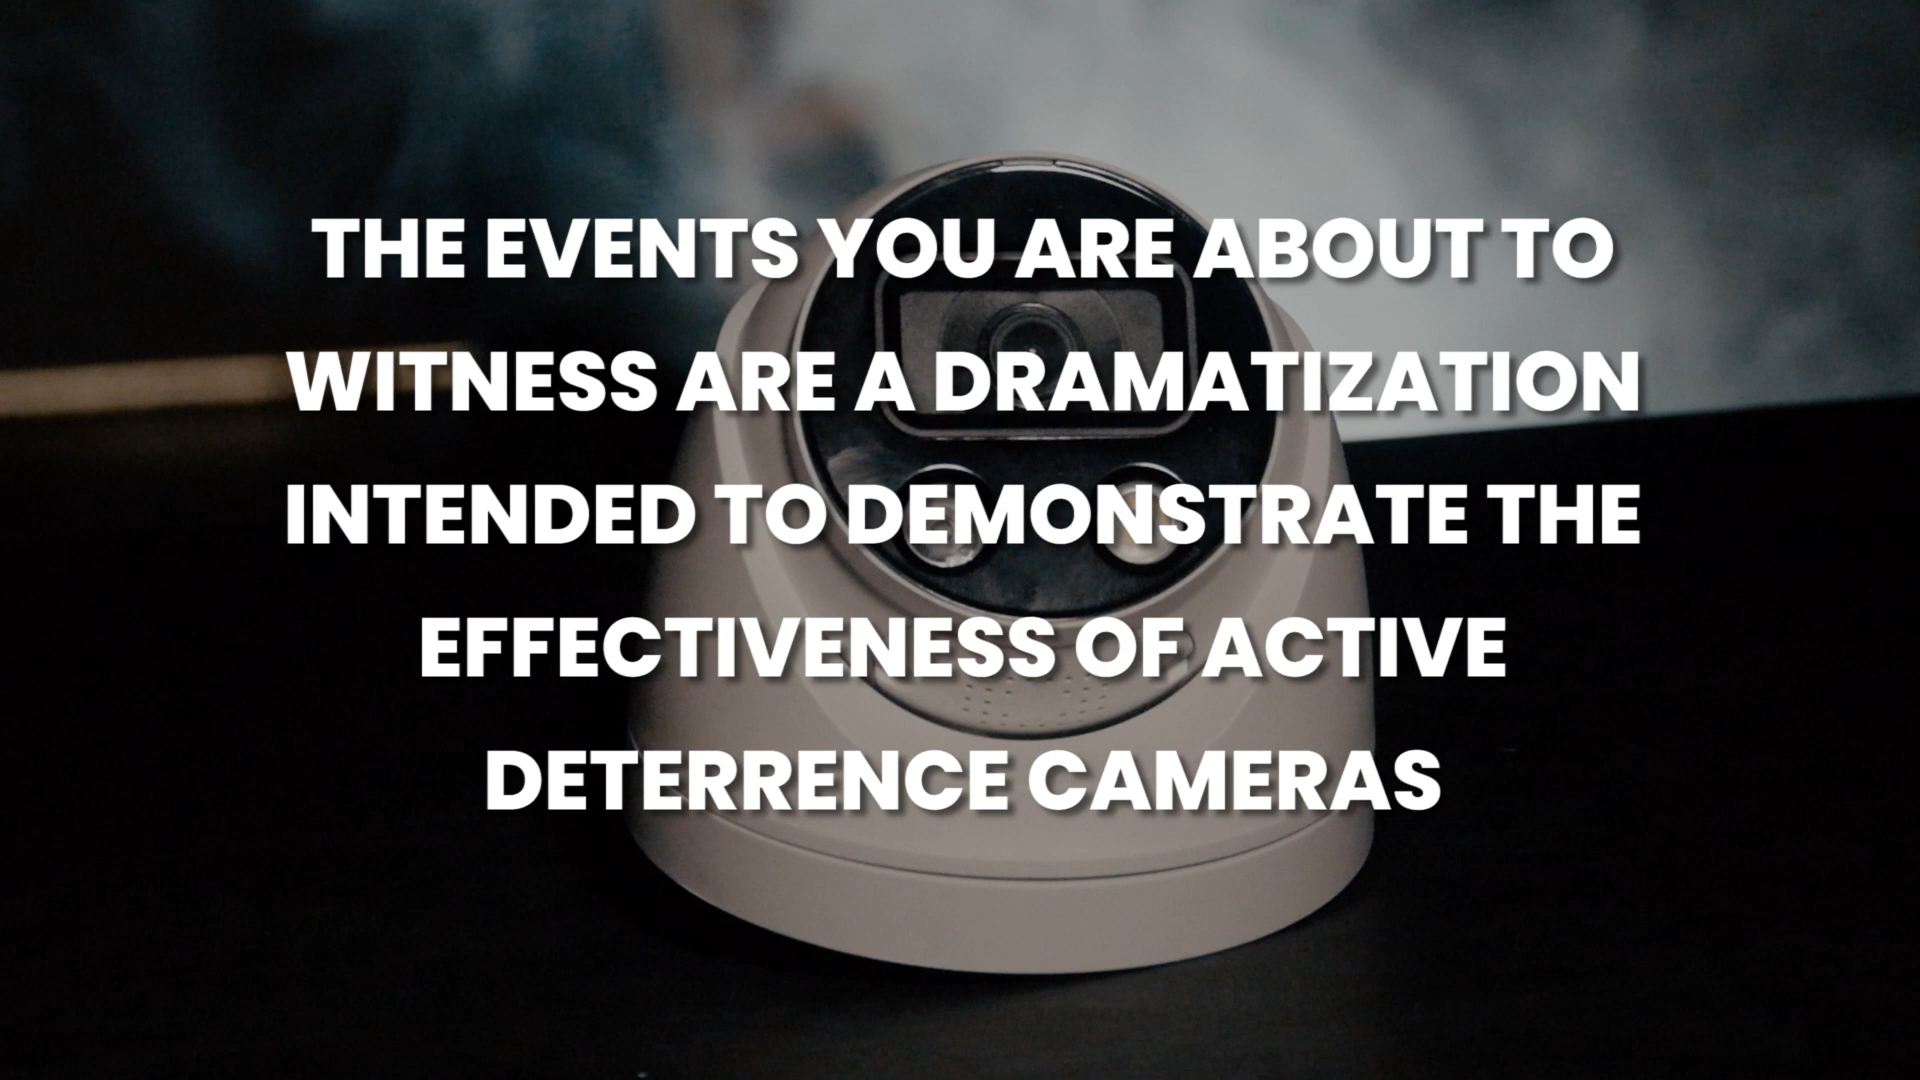 THE EVENTS YOU ARE ABOUT TO
WITNESS ARE A DRAMATIZATION
INTENDED TO DEMONSTRATE THE
EFFECTIVENESS OF ACTIVE
DETERRENCE CAMERAS